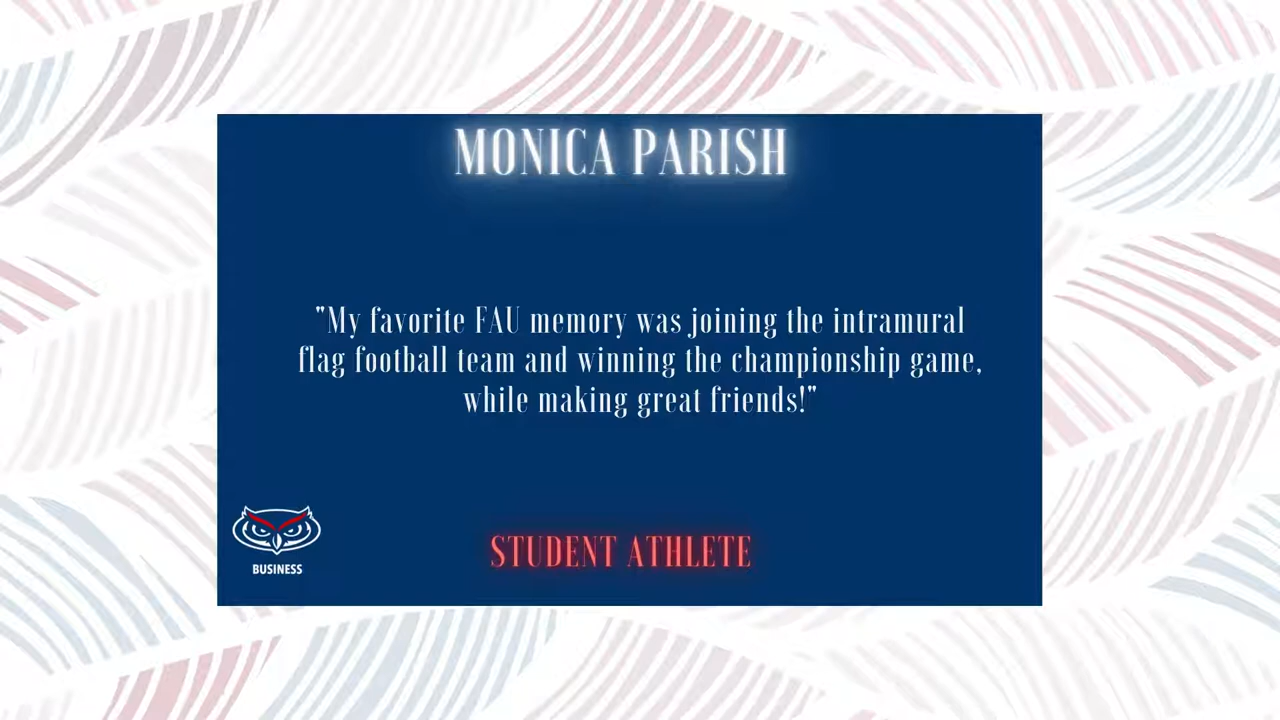 MONICA PARISH
"My favorite FAU memory was joining the intramural
flag football team and winning the championship game,
while making great friends!"
STUDENT ATHLETE
BUSINESS